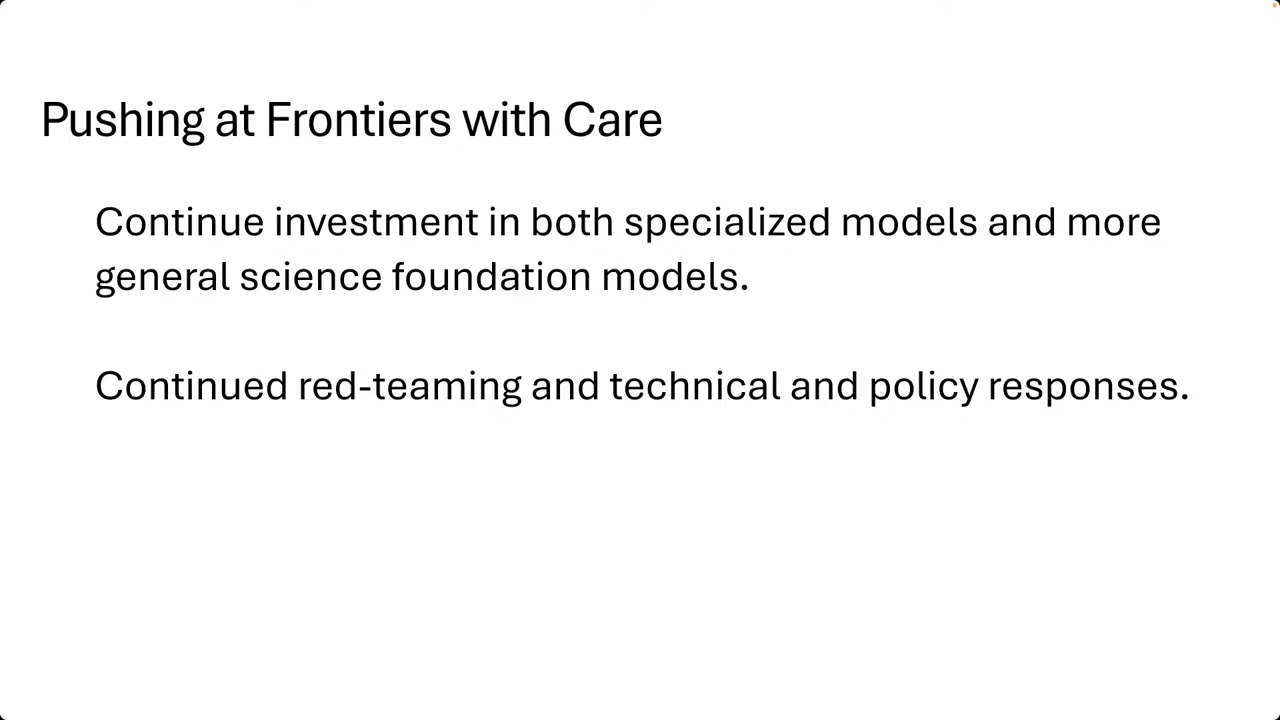 Pushing at Frontiers with Care
Continue investment in both specialized models and more
general science foundation models.
Continued red-teaming and technical and policy responses.